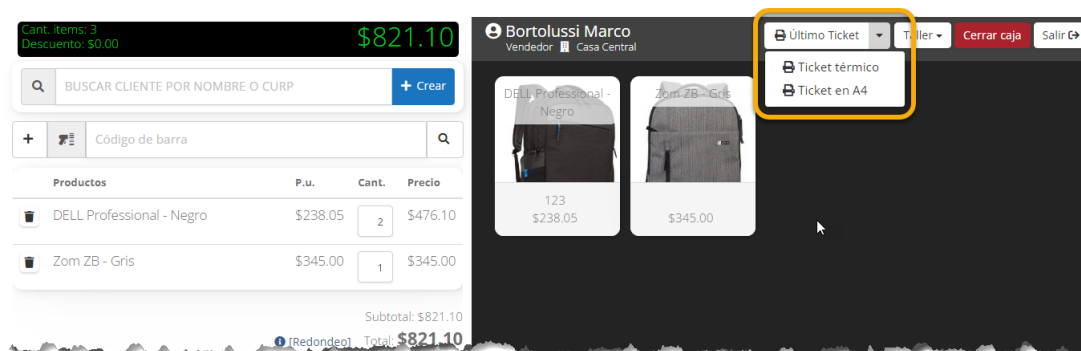 Cant. items: 3
Descuento: $0.00
$821.10
BUSCAR CLIENTE POR NOMBRE O CURP
+ Crear
Código de barra
Productos P.u. Cant. Precio
DELL Professional - Negro $238.05 2 $476.10
Zom ZB - Gris $345.00 1 $345.00
Subtotal: $821.10
[Redondeo] Total: $821.10
Bortolussi Marco
Vendedor Casa Central
Último Ticket
Taller
Cerrar caja
Salir
Ticket térmico
Ticket en A4
DELL Professional -
Negro
123
$238.05
Zom ZB - Gris
$345.00